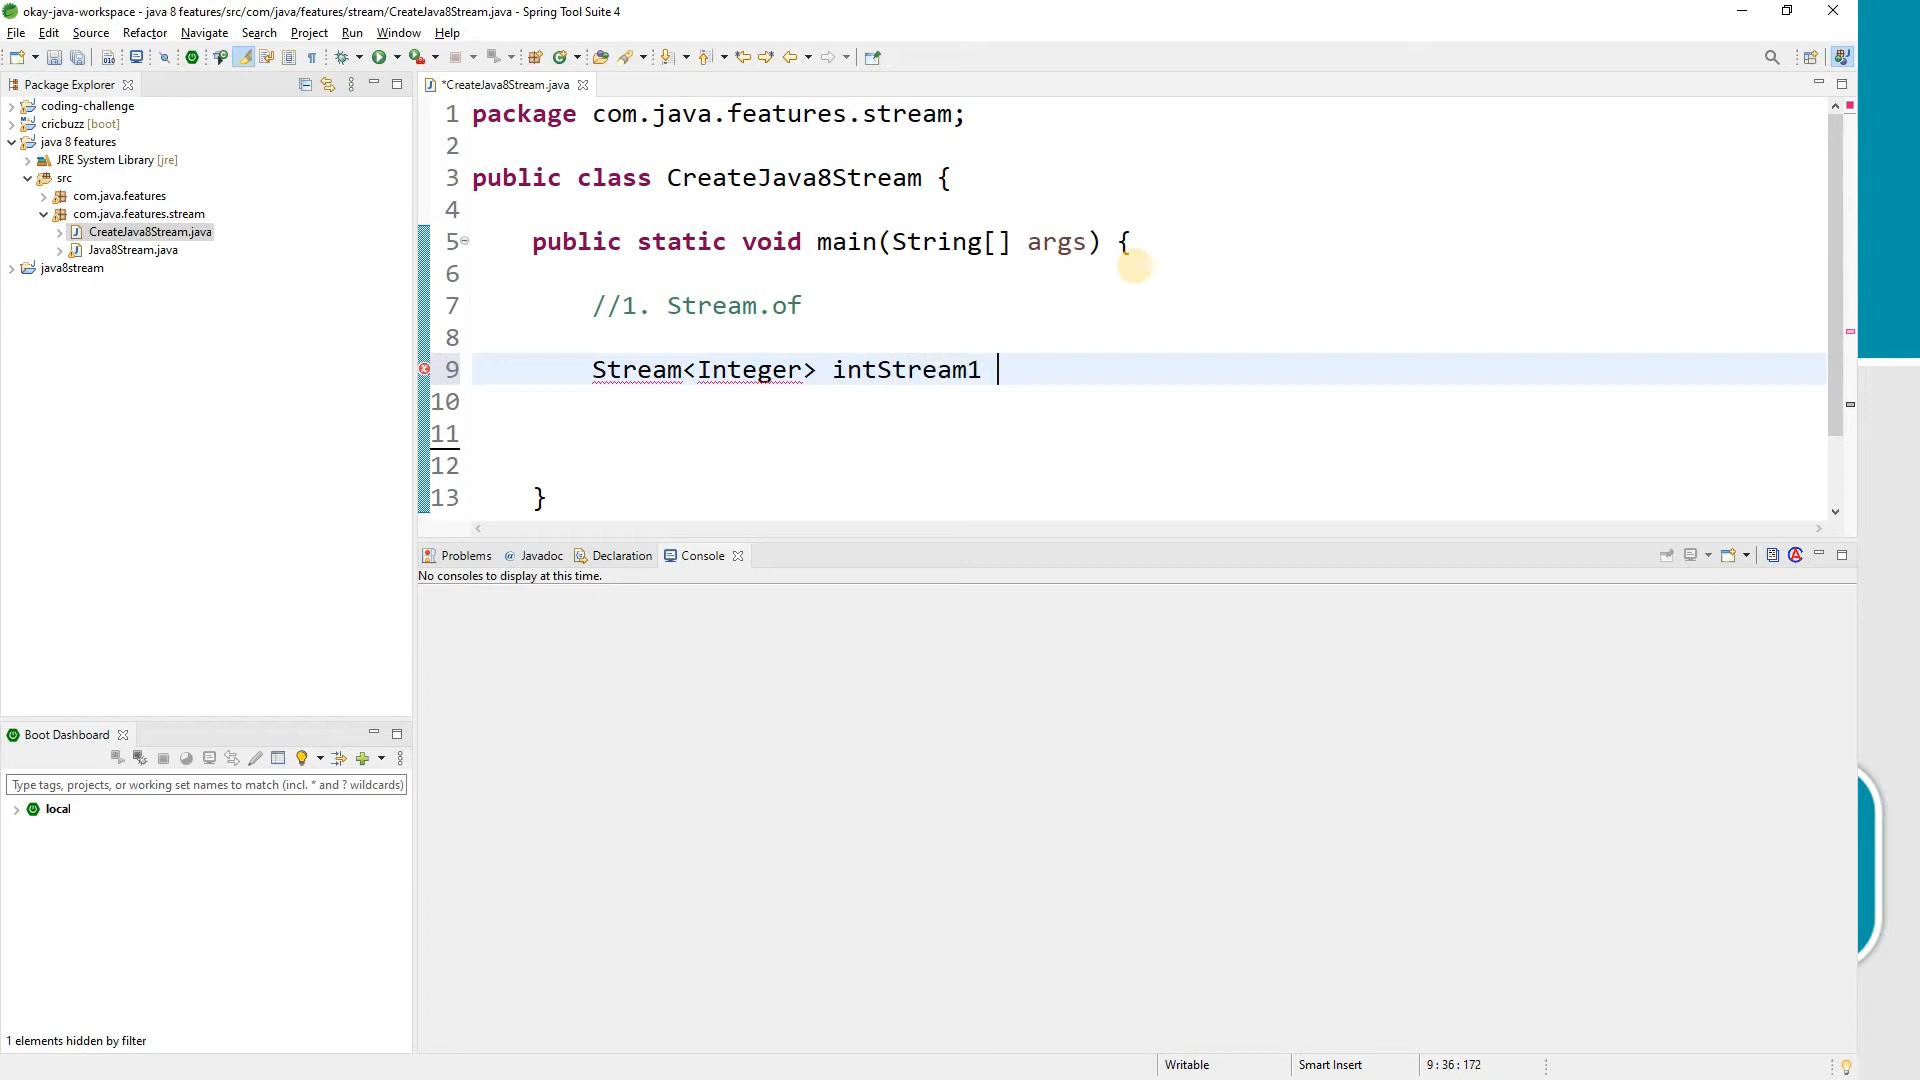 okay-java-workspace - java 8 features/src/com/java/features/stream/CreateJava8Stream.java - Spring Tool Suite 4
File Edit Source Refactor Navigate Search Project Run Window Help
Package Explorer
coding-challenge
cricbuzz [boot]
java 8 features
JRE System Library [jre]
src
com.java.features
com.java.features.stream
CreateJava8Stream.java
Java8Stream.java
java8stream
*CreateJava8Stream.java
1 package com.java.features.stream;
2
3 public class CreateJava8Stream {
4
5 public static void main(String[] args) {
6
7 //1. Stream.of
8
9 Stream<Integer> intStream1
10
11
12
13 }
Problems @ Javadoc Declaration Console
No consoles to display at this time.
Boot Dashboard
Type tags, projects, or working set names to match (incl. * and ? wildcards)
local
1 elements hidden by filter
Writable Smart Insert 9 : 36 : 172